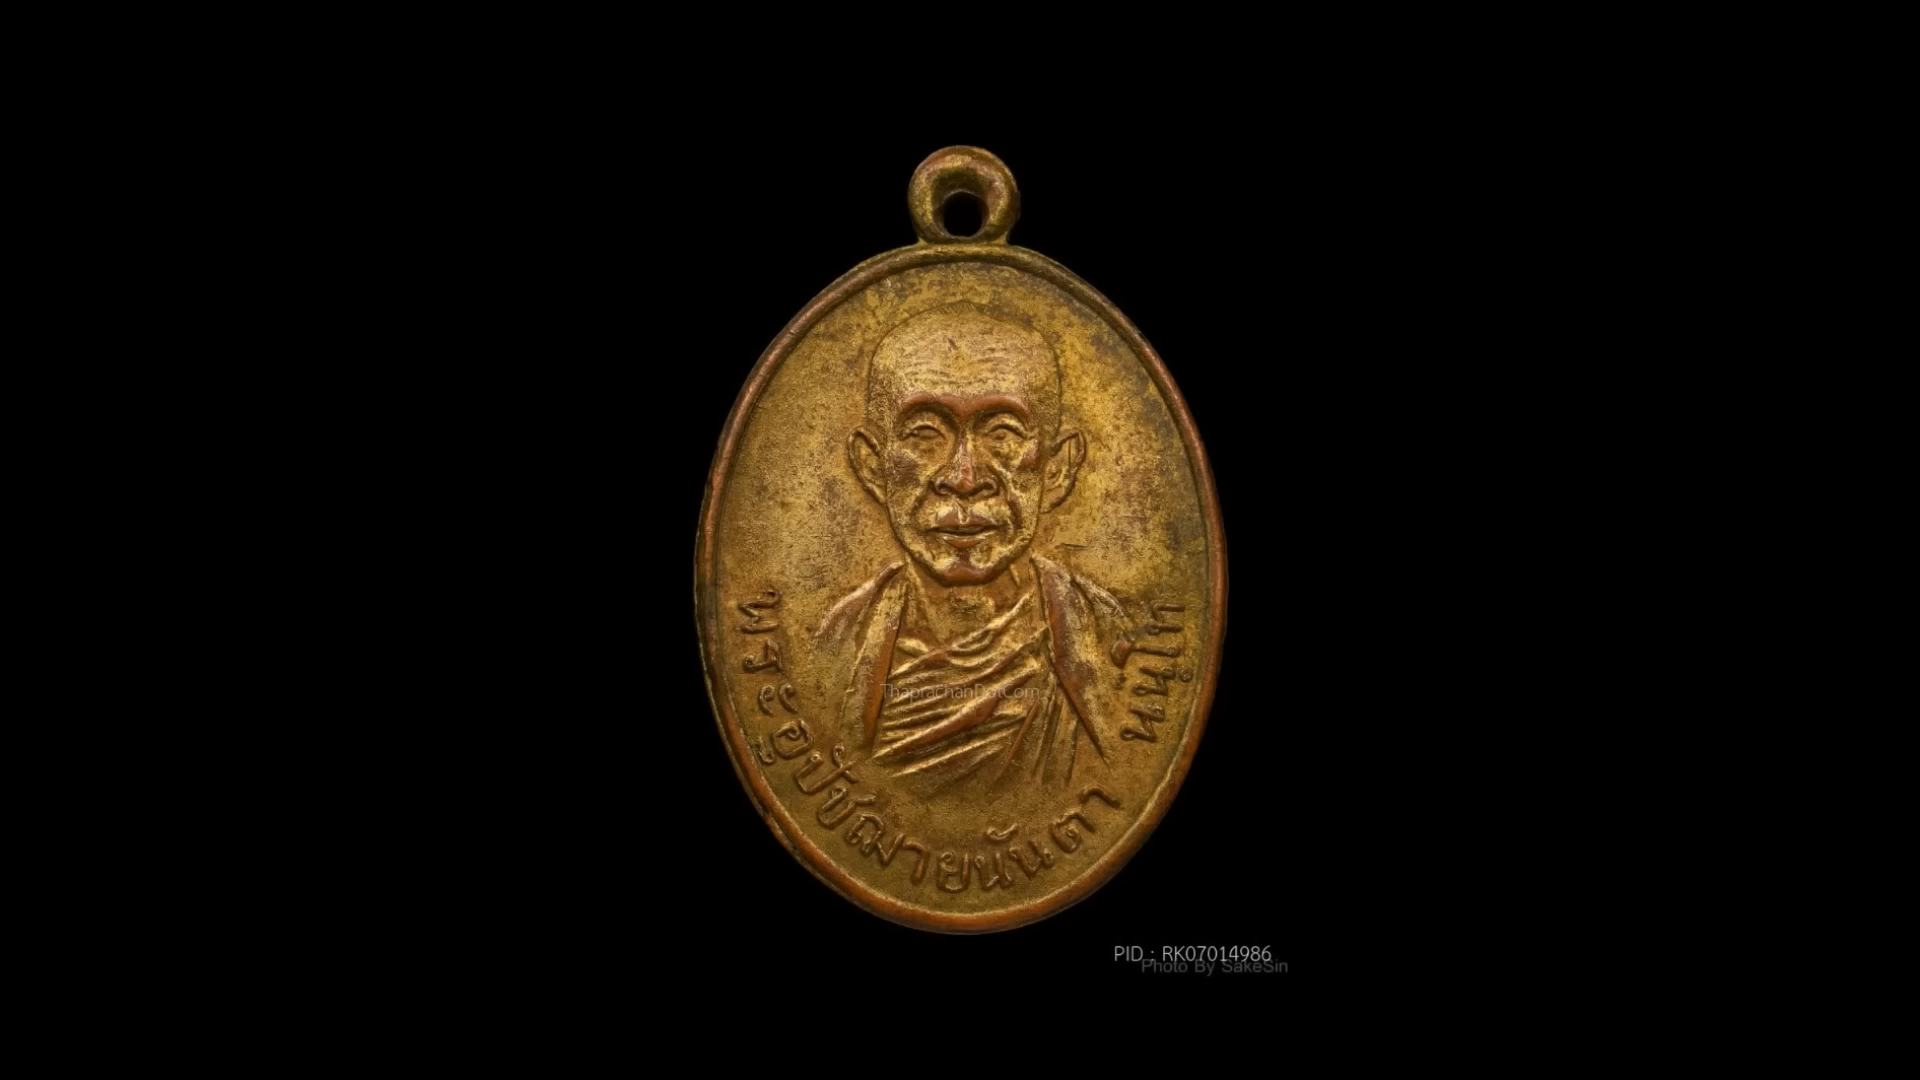 พระอุปัชฌายนันตา นนฺโท
ThaprachanDotCom
PID : RK07014986
Photo By SakeSin